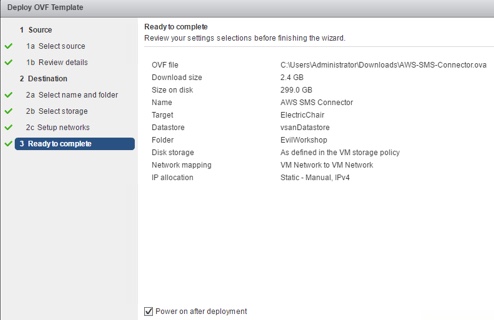 Deploy OVF Template
1 Source
1a Select source
1b Review details
2 Destination
2a Select name and folder
2b Select storage
2c Setup networks
3 Ready to complete
Ready to complete
Review your settings selections before finishing the wizard.
OVF file C:\Users\Administrator\Downloads\AWS-SMS-Connector.ova
Download size 2.4 GB
Size on disk 299.0 GB
Name AWS SMS Connector
Target ElectricChair
Datastore vsanDatastore
Folder EvilWorkshop
Disk storage As defined in the VM storage policy
Network mapping VM Network to VM Network
IP allocation Static - Manual, IPv4
Power on after deployment